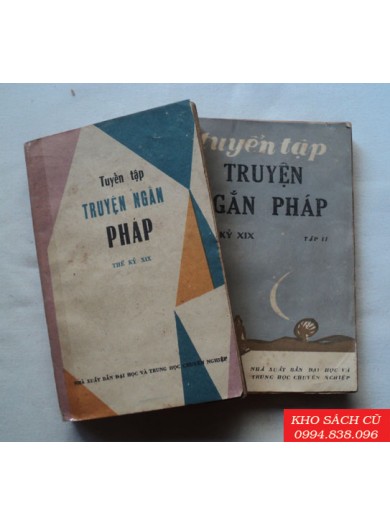 Tuyển tập
TRUYỆN NGẮN
PHÁP
THẾ KỶ XIX
NHÀ XUẤT BẢN ĐẠI HỌC VÀ TRUNG HỌC CHUYÊN NGHIỆP
tuyển tập
TRUYỆN
GẮN PHÁP
KỶ XIX
TẬP II
NHÀ XUẤT BẢN ĐẠI HỌC VÀ
TRUNG HỌC CHUYÊN NGHIỆP
KHO SÁCH CŨ
0994.838.096